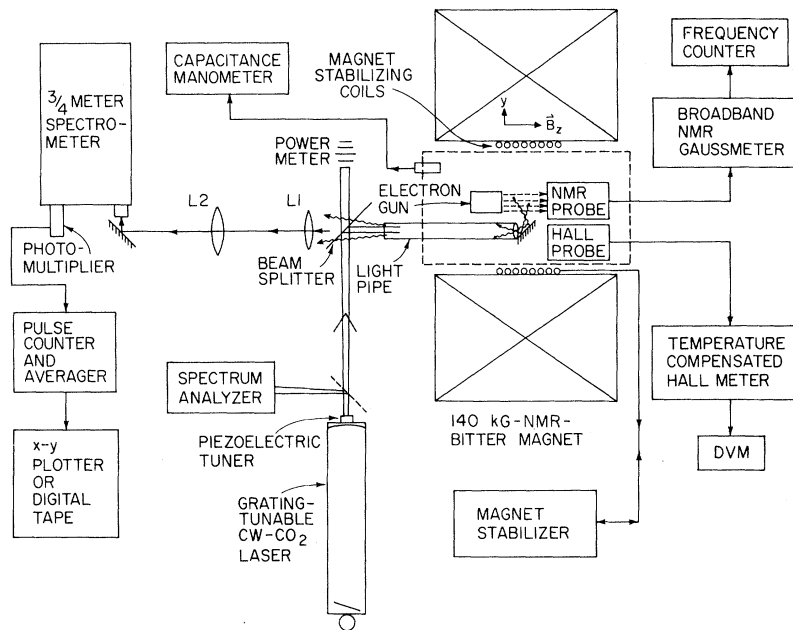 3/4 METER
SPECTRO-
METER
CAPACITANCE
MANOMETER
MAGNET
STABILIZING
COILS
y
B⃗z
FREQUENCY
COUNTER
BROADBAND
NMR
GAUSSMETER
POWER
METER
ELECTRON
GUN
NMR
PROBE
HALL
PROBE
L2
L1
BEAM
SPLITTER
LIGHT
PIPE
PHOTO-
MULTIPLIER
PULSE
COUNTER
AND
AVERAGER
SPECTRUM
ANALYZER
TEMPERATURE
COMPENSATED
HALL METER
PIEZOELECTRIC
TUNER
140 kG-NMR-
BITTER MAGNET
x-y
PLOTTER
OR
DIGITAL
TAPE
GRATING-
TUNABLE
CW-CO2
LASER
MAGNET
STABILIZER
DVM